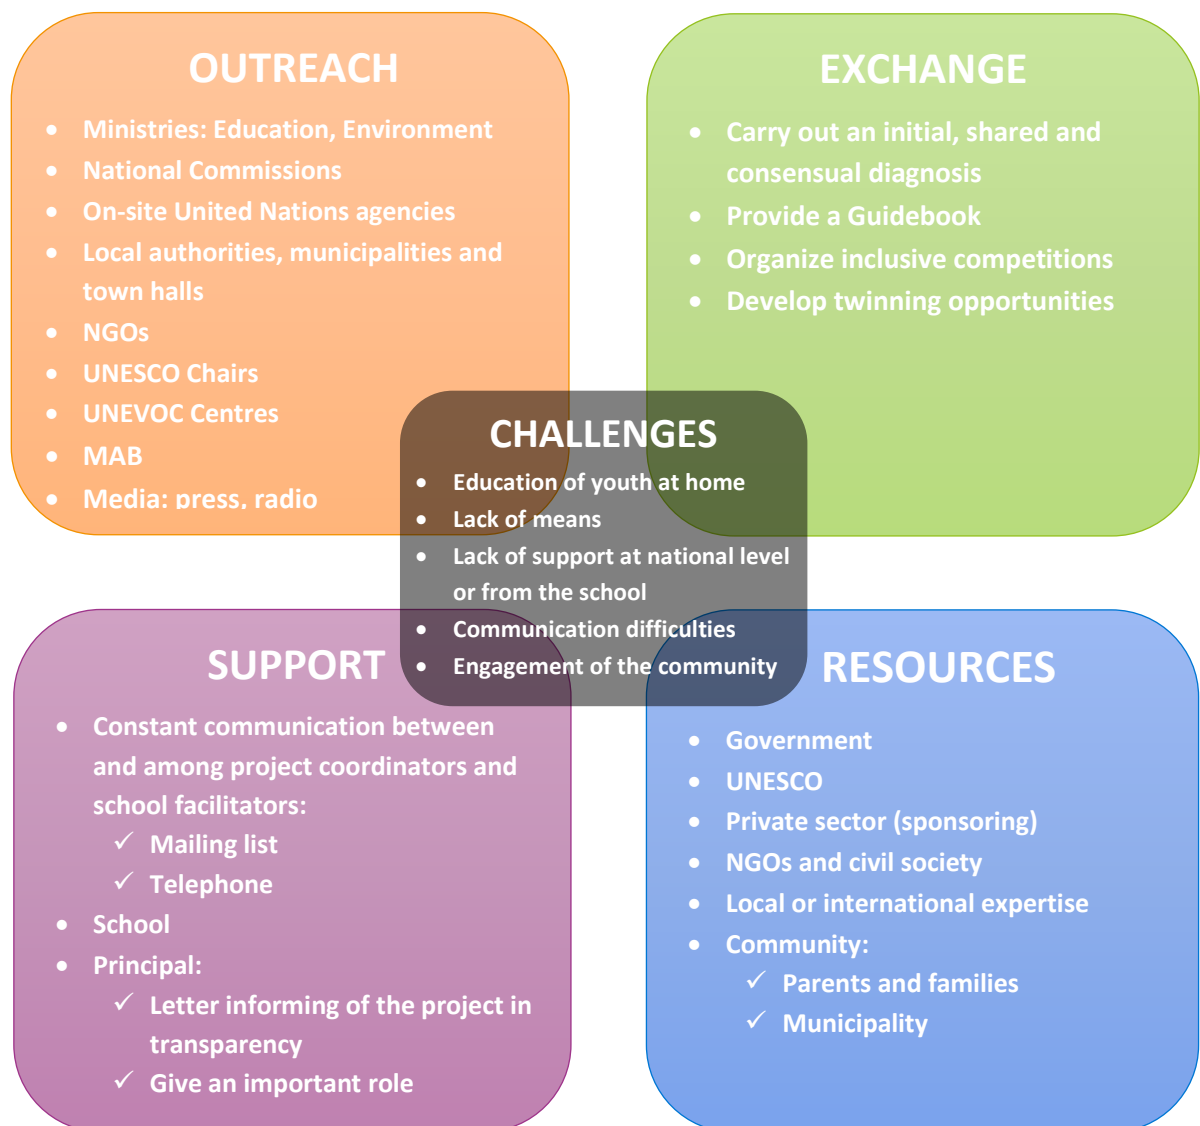 OUTREACH
• Ministries: Education, Environment
• National Commissions
• On-site United Nations agencies
• Local authorities, municipalities and
town halls
• NGOs
• UNESCO Chairs
• UNEVOC Centres
• MAB
• Media: press, radio
EXCHANGE
• Carry out an initial, shared and
consensual diagnosis
• Provide a Guidebook
• Organize inclusive competitions
• Develop twinning opportunities
CHALLENGES
• Education of youth at home
• Lack of means
• Lack of support at national level
or from the school
• Communication difficulties
• Engagement of the community
SUPPORT
• Constant communication between
and among project coordinators and
school facilitators:
✓ Mailing list
✓ Telephone
• School
• Principal:
✓ Letter informing of the project in
transparency
✓ Give an important role
RESOURCES
• Government
• UNESCO
• Private sector (sponsoring)
• NGOs and civil society
• Local or international expertise
• Community:
✓ Parents and families
✓ Municipality